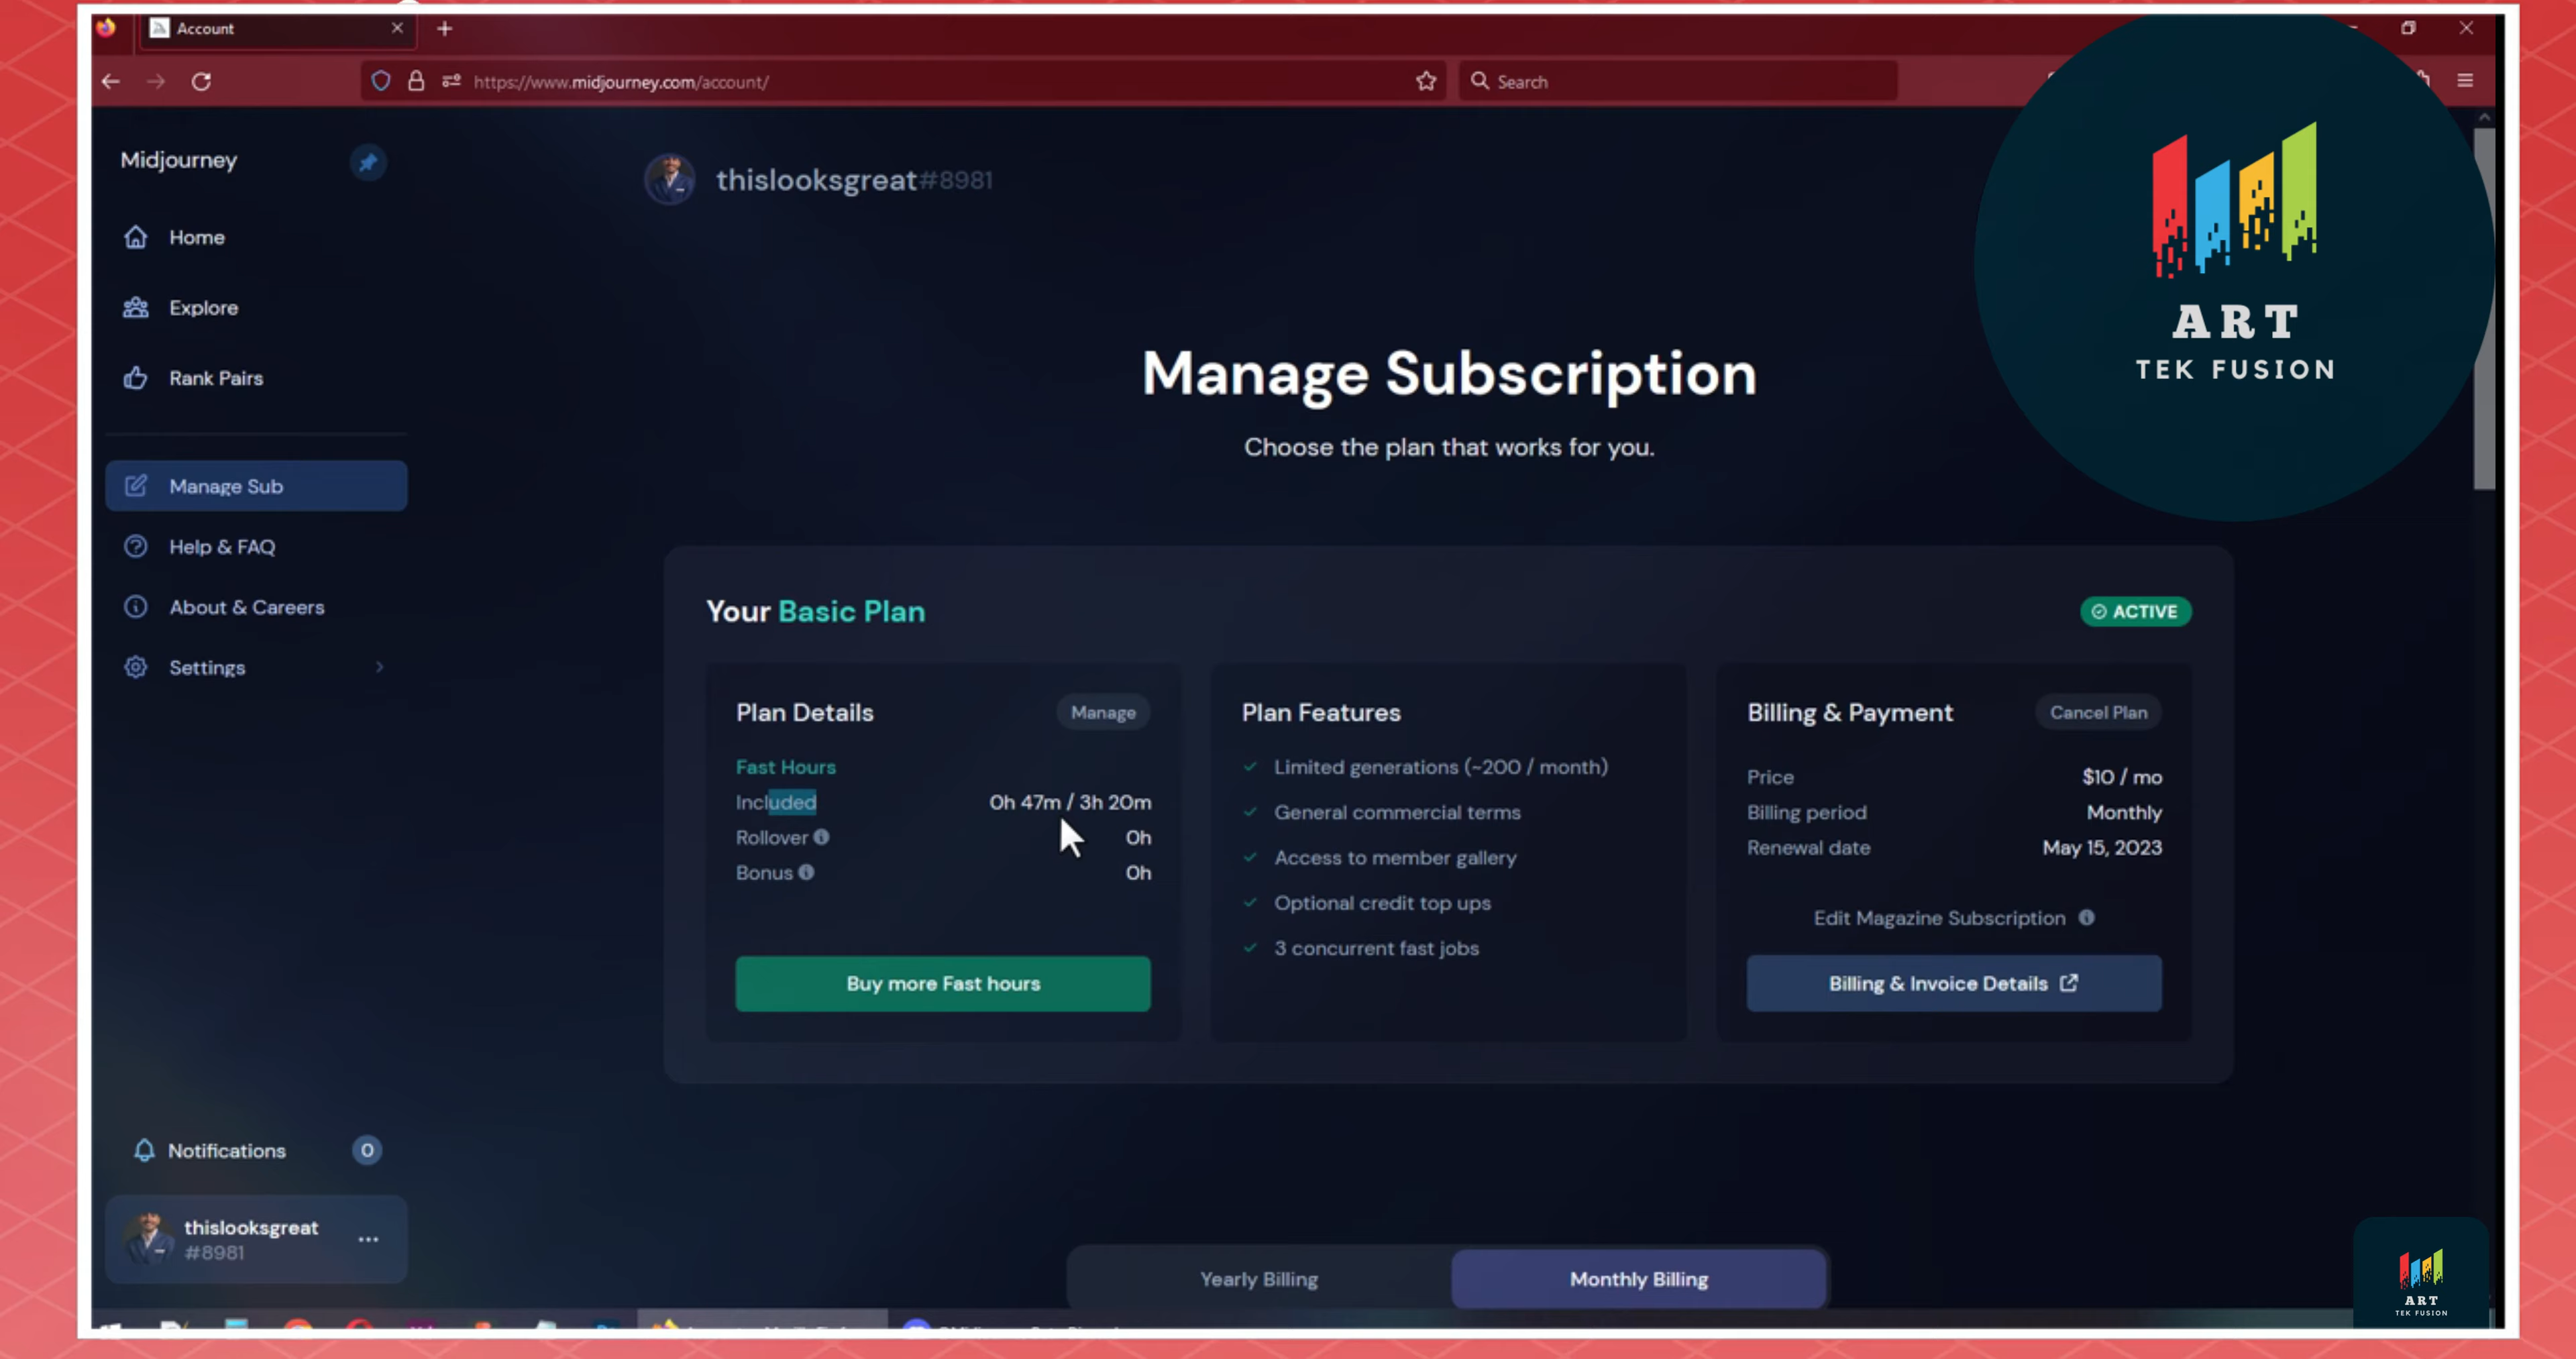 Account
https://www.midjourney.com/account/
Search
Midjourney
Home
Explore
Rank Pairs
Manage Sub
Help & FAQ
About & Careers
Settings
Notifications 0
thislooksgreat
#8981
...
thislooksgreat#8981
Manage Subscription
Choose the plan that works for you.
Your Basic Plan
ACTIVE
Plan Details
Manage
Fast Hours
Included 0h 47m / 3h 20m
Rollover 0h
Bonus 0h
Buy more Fast hours
Plan Features
Limited generations (~200 / month)
General commercial terms
Access to member gallery
Optional credit top ups
3 concurrent fast jobs
Billing & Payment
Cancel Plan
Price $10 / mo
Billing period Monthly
Renewal date May 15, 2023
Edit Magazine Subscription
Billing & Invoice Details
Yearly Billing
Monthly Billing
ART
TEK FUSION
ART
TEK FUSION